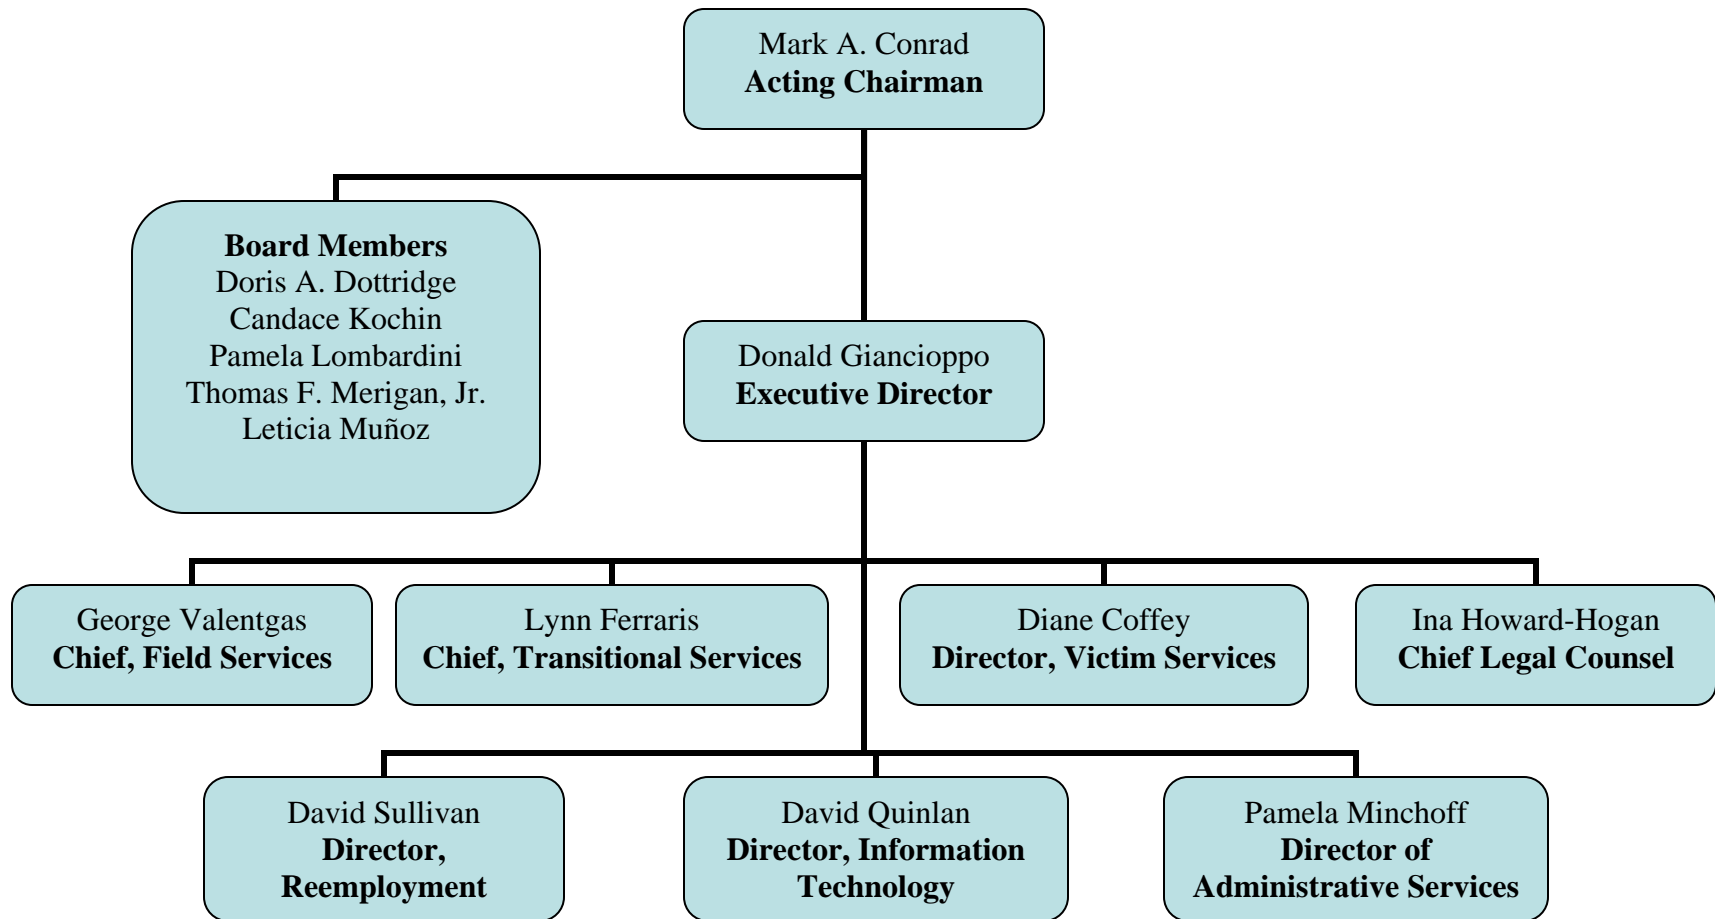 Mark A. Conrad
Acting Chairman
Board Members
Doris A. Dottridge
Candace Kochin
Pamela Lombardini
Thomas F. Merigan, Jr.
Leticia Muñoz
Donald Giancioppo
Executive Director
George Valentgas
Chief, Field Services
Lynn Ferraris
Chief, Transitional Services
Diane Coffey
Director, Victim Services
Ina Howard-Hogan
Chief Legal Counsel
David Sullivan
Director,
Reemployment
David Quinlan
Director, Information
Technology
Pamela Minchoff
Director of
Administrative Services